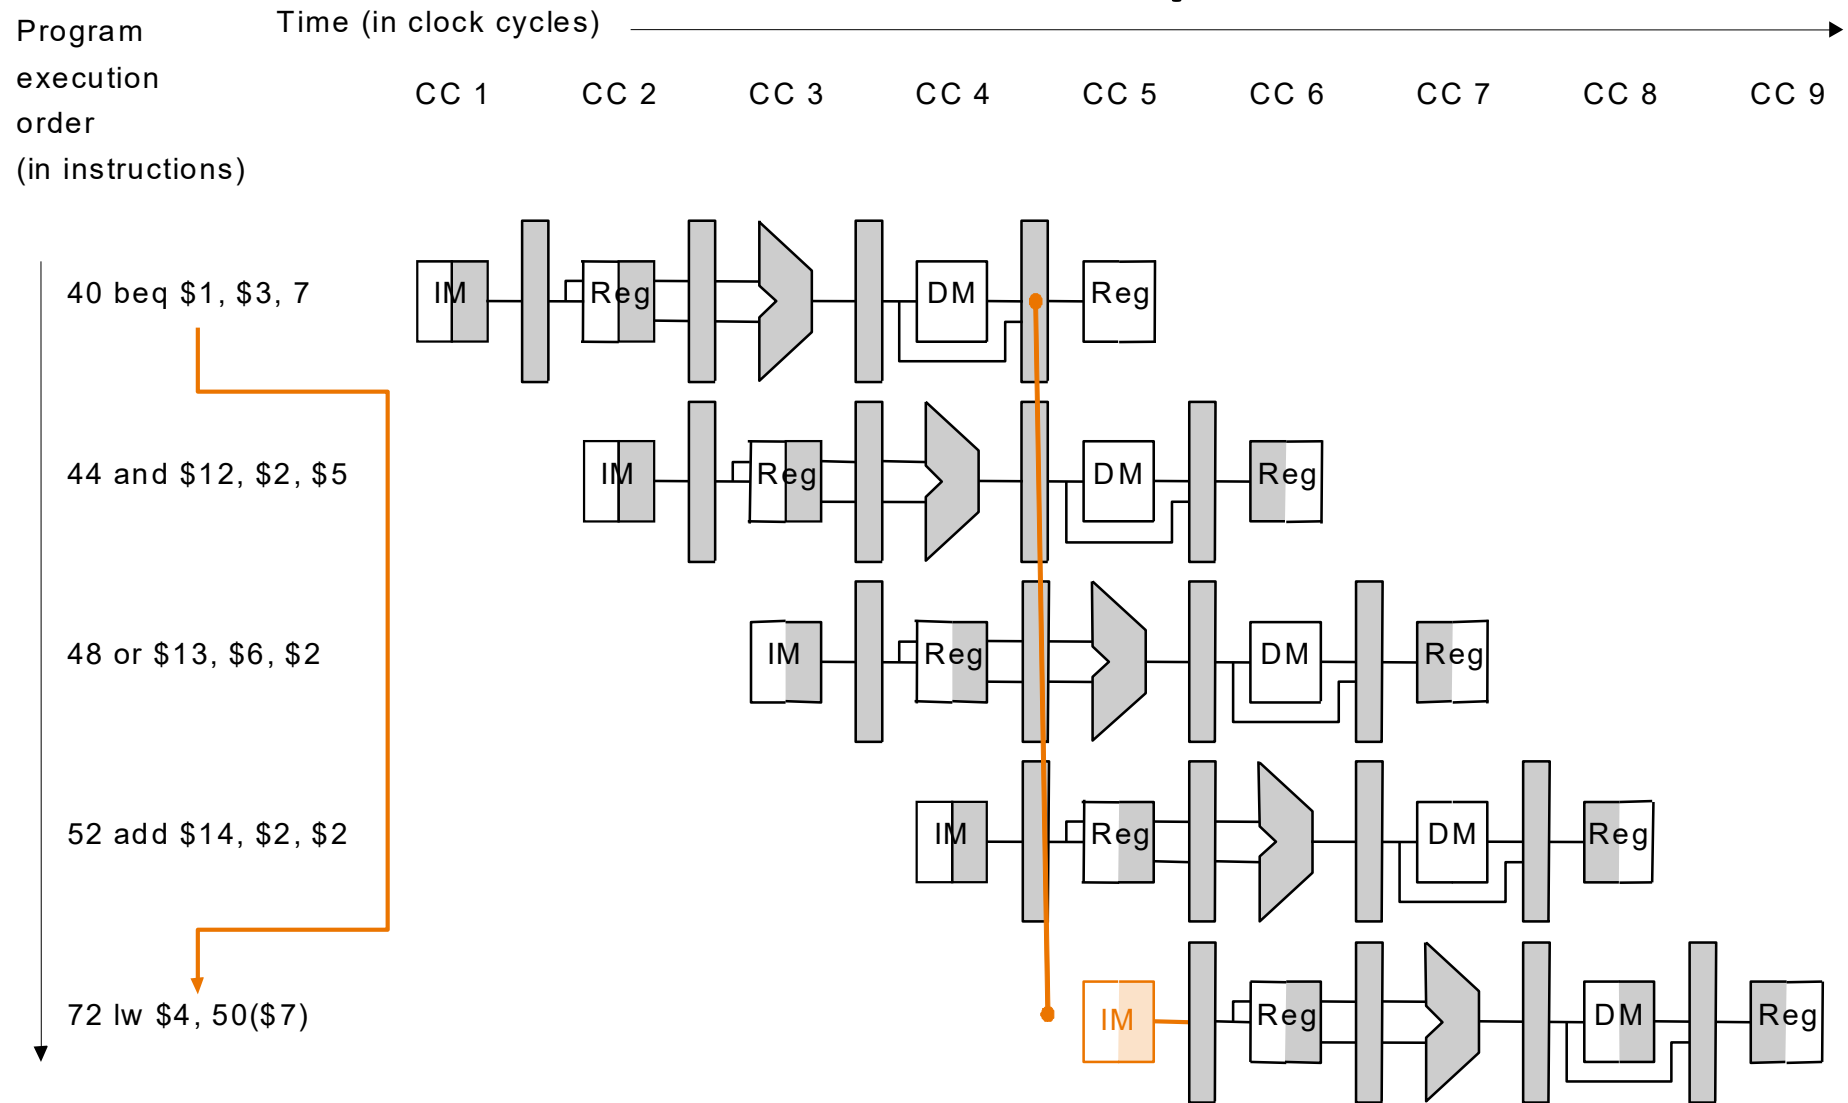 Program
execution
order
(in instructions)
Time (in clock cycles)
CC 1 CC 2 CC 3 CC 4 CC 5 CC 6 CC 7 CC 8 CC 9
40 beq $1, $3, 7
IM Reg DM Reg
44 and $12, $2, $5
IM Reg DM Reg
48 or $13, $6, $2
IM Reg DM Reg
52 add $14, $2, $2
IM Reg DM Reg
72 lw $4, 50($7)
IM Reg DM Reg